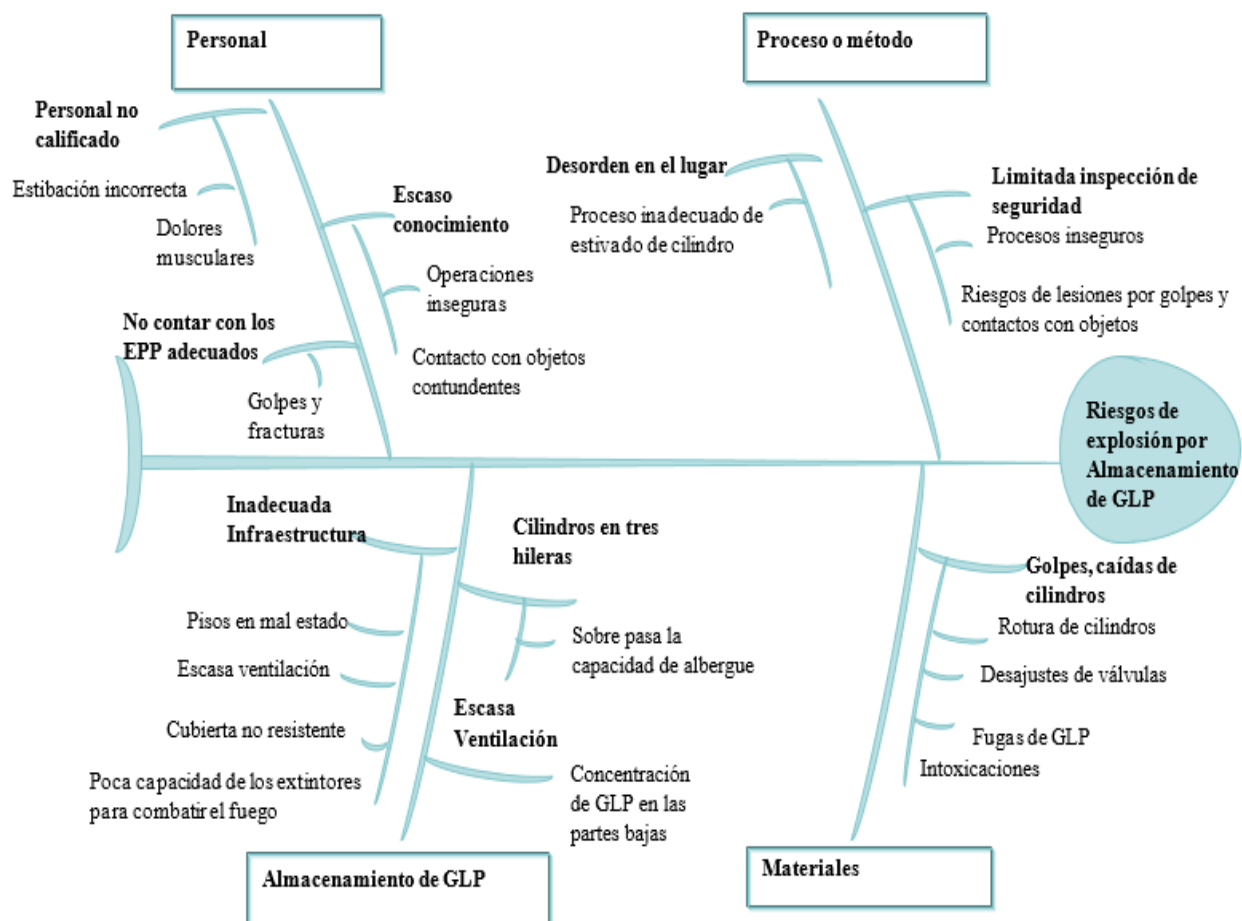 Personal
Proceso o método
Personal no
calificado
Estibación incorrecta
Dolores
musculares
Escaso
conocimiento
Operaciones
inseguras
Contacto con objetos
contundentes
No contar con los
EPP adecuados
Golpes y
fracturas
Desorden en el lugar
Proceso inadecuado de
estivado de cilindro
Limitada inspección de
seguridad
Procesos inseguros
Riesgos de lesiones por golpes y
contactos con objetos
Riesgos de
explosión por
Almacenamiento
de GLP
Inadecuada
Infraestructura
Pisos en mal estado
Escasa ventilación
Cubierta no resistente
Poca capacidad de los extintores
para combatir el fuego
Cilindros en tres
hileras
Sobre pasa la
capacidad de albergue
Escasa
Ventilación
Concentración
de GLP en las
partes bajas
Golpes, caídas de
cilindros
Rotura de cilindros
Desajustes de válvulas
Fugas de GLP
Intoxicaciones
Almacenamiento de GLP
Materiales